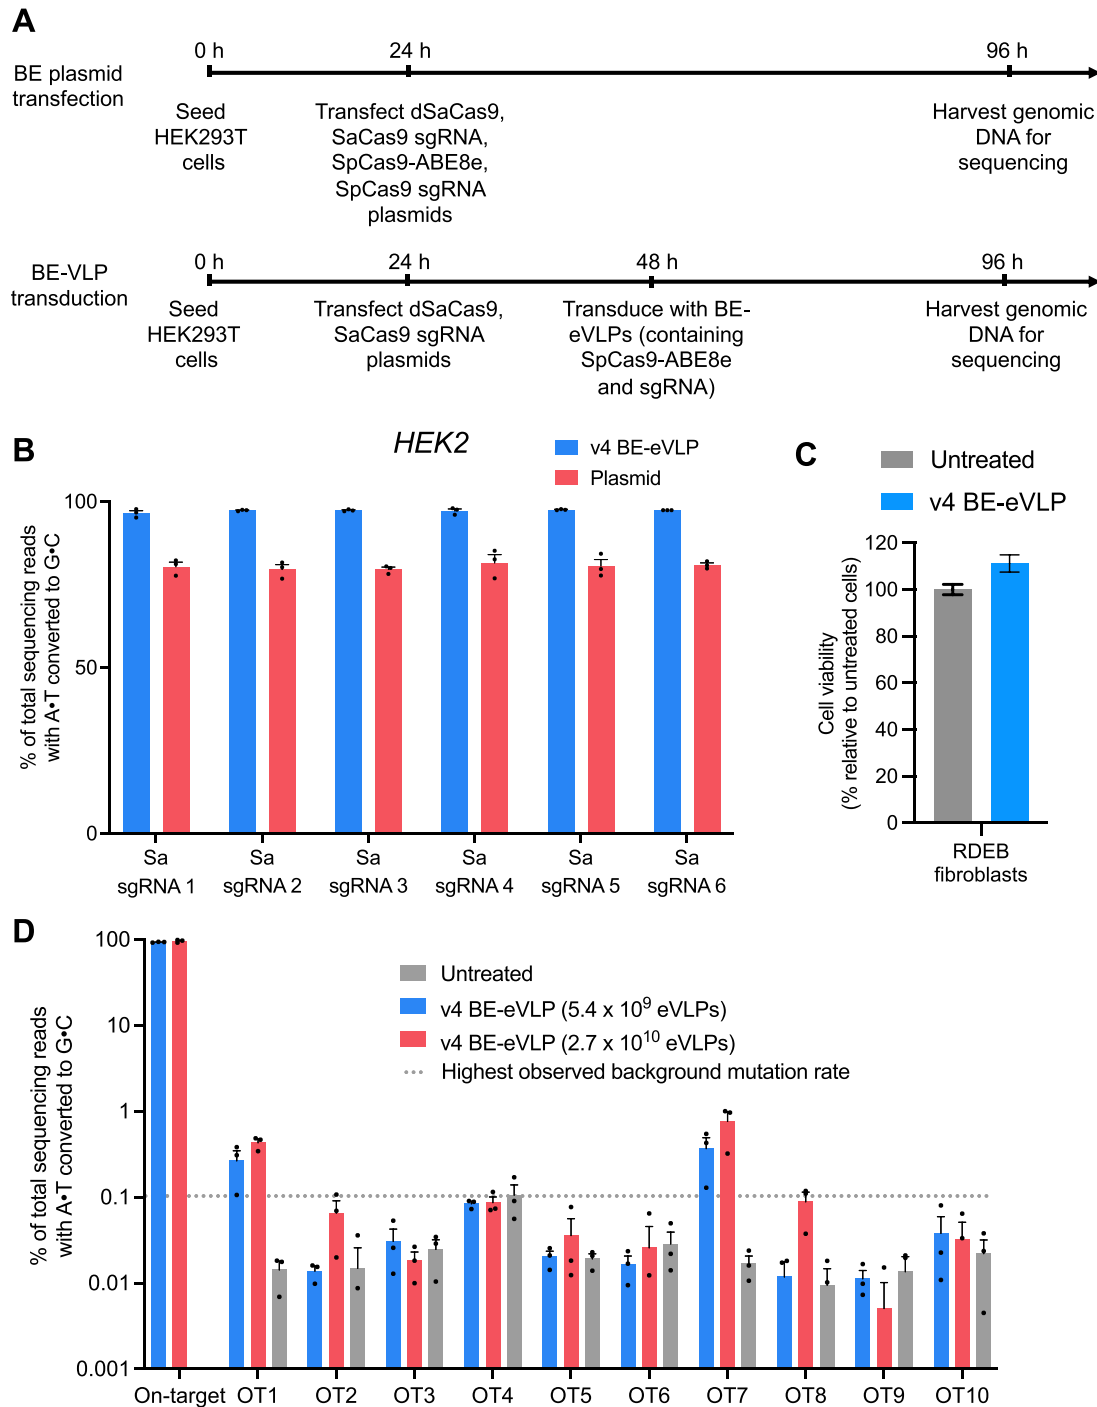 A
BE plasmid
transfection
0 h
24 h
96 h
Seed
HEK293T
cells
Transfect dSaCas9,
SaCas9 sgRNA,
SpCas9-ABE8e,
SpCas9 sgRNA
plasmids
Harvest genomic
DNA for
sequencing
BE-VLP
transduction
0 h
24 h
48 h
96 h
Seed
HEK293T
cells
Transfect dSaCas9,
SaCas9 sgRNA
plasmids
Transduce with BE-
eVLPs (containing
SpCas9-ABE8e
and sgRNA)
Harvest genomic
DNA for
sequencing
B
HEK2
v4 BE-eVLP
Plasmid
% of total sequencing reads
with A•T converted to G•C
100
50
0
Sa
sgRNA 1
Sa
sgRNA 2
Sa
sgRNA 3
Sa
sgRNA 4
Sa
sgRNA 5
Sa
sgRNA 6
C
Untreated
v4 BE-eVLP
Cell viability
(% relative to untreated cells)
120
100
80
60
40
20
0
RDEB
fibroblasts
D
% of total sequencing reads
with A•T converted to G•C
100
10
1
0.1
0.01
0.001
Untreated
v4 BE-eVLP (5.4 x 10⁹ eVLPs)
v4 BE-eVLP (2.7 x 10¹⁰ eVLPs)
Highest observed background mutation rate
On-target
OT1
OT2
OT3
OT4
OT5
OT6
OT7
OT8
OT9
OT10